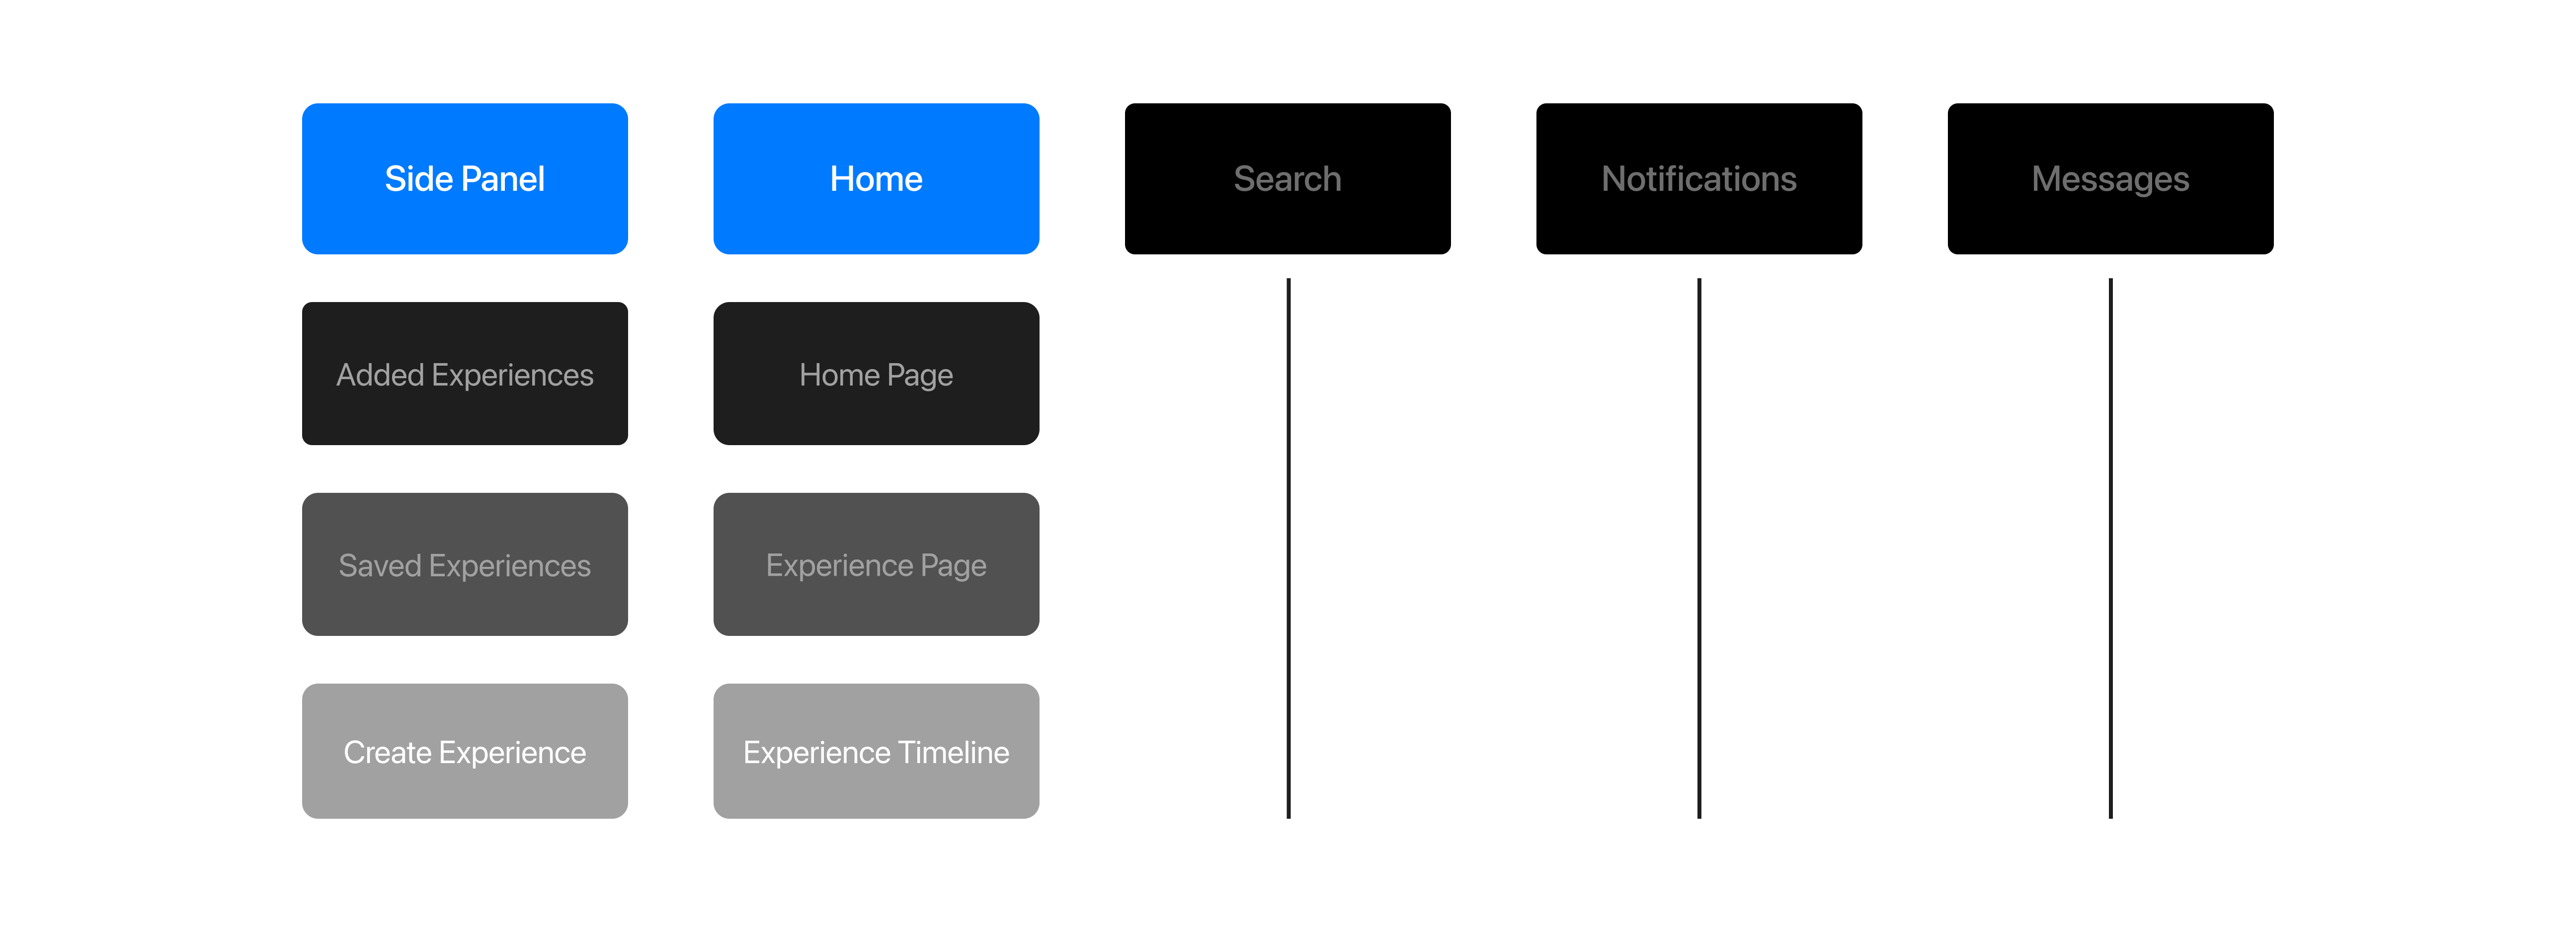 Side Panel
Home
Search
Notifications
Messages
Added Experiences
Home Page
Saved Experiences
Experience Page
Create Experience
Experience Timeline